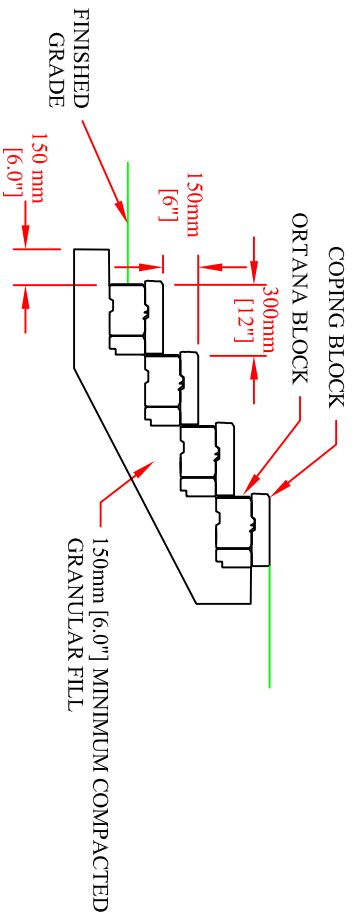 COPING BLOCK
ORTANA BLOCK
300mm
[12"]
150mm
[6"]
FINISHED
GRADE
150 mm
[6.0"]
150mm [6.0"] MINIMUM COMPACTED
GRANULAR FILL